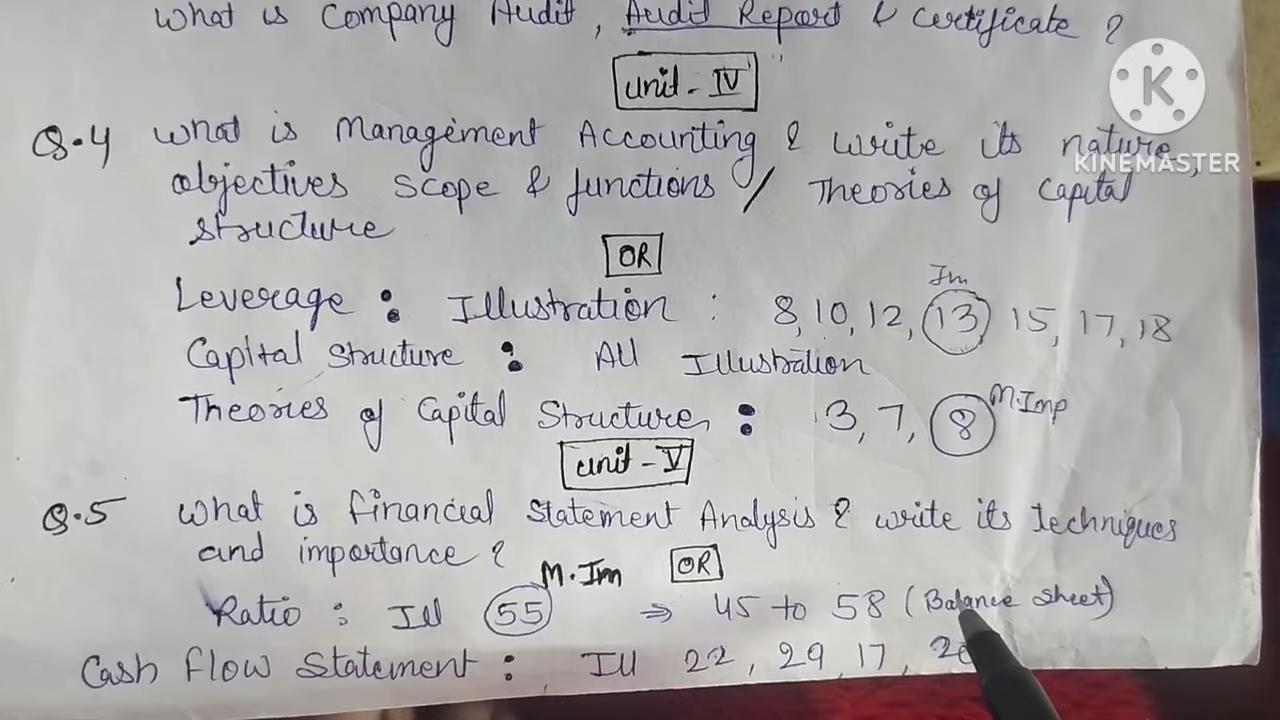 What is Company Audit, Audit Report & Certificate ?
Unit - IV
Q.4 What is Management Accounting ? write its nature,
objectives scope & functions / Theories of Capital
structure
OR
Im
Leverage : Illustration : 8, 10, 12, 13 15, 17, 18
Capital Structure : All Illustration
Theories of Capital Structure, : 3, 7, 8 M.Imp
Unit - V
Q.5 What is financial Statement Analysis ? write its techniques
and importance ?
M.Im OR
Ratio : Ill 55 ⇒ 45 to 58 (Balance Sheet)
Cash flow Statement : Ill 22, 29, 17,
K
KINEMASTER